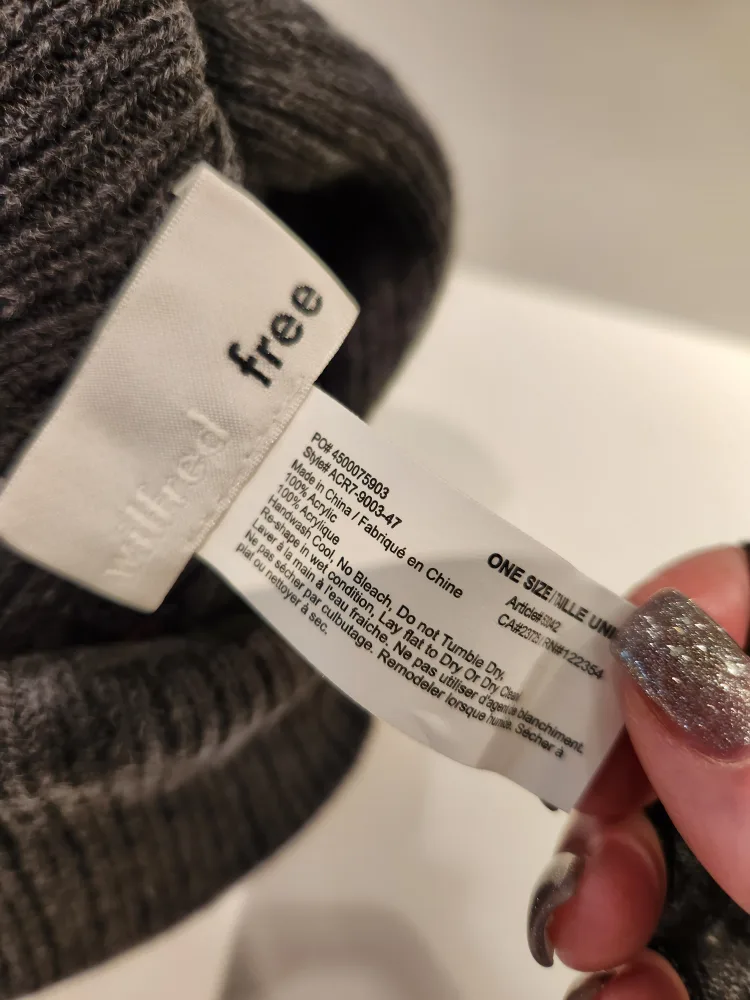 wilfred free
PO# 4500075903
Style# ACR7-9003-47
Made in China / Fabriqué en Chine
100% Acrylic
100% Acrylique
Handwash Cool, No Bleach, Do not Tumble Dry,
Re-shape in wet condition, Lay flat to Dry Or Dry Clean
Laver à la main à l'eau fraiche. Ne pas utiliser d'agent de blanchiment.
Ne pas sécher par culbutage. Remodeler lorsque humide. Sécher à
plat ou nettoyer à sec.
ONE SIZE/TAILLE UNI
Article#
CA# RN#122354